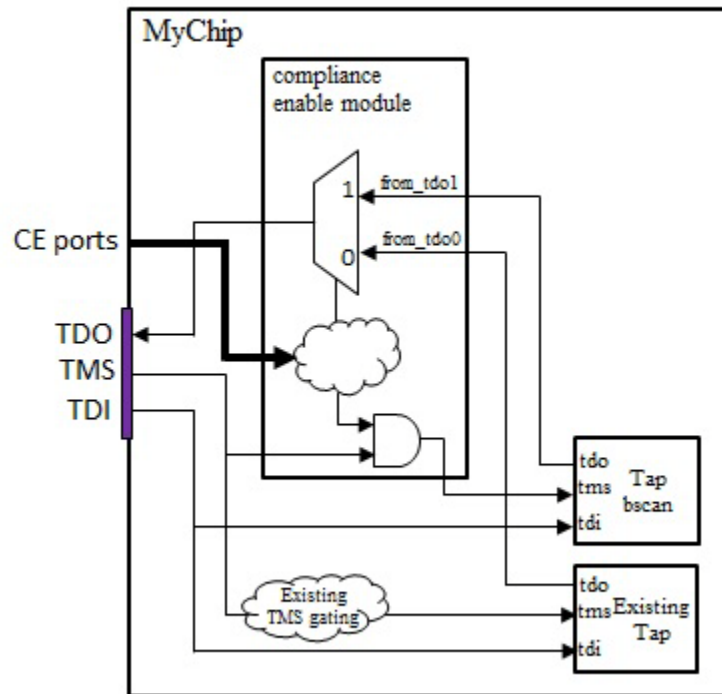 MyChip
compliance
enable module
1
from_tdo1
CE ports
0
from_tdo0
TDO
TMS
TDI
tdo
tms
tdi
Tap
bscan
Existing
TMS gating
tdo
tms
tdi
Existing
Tap